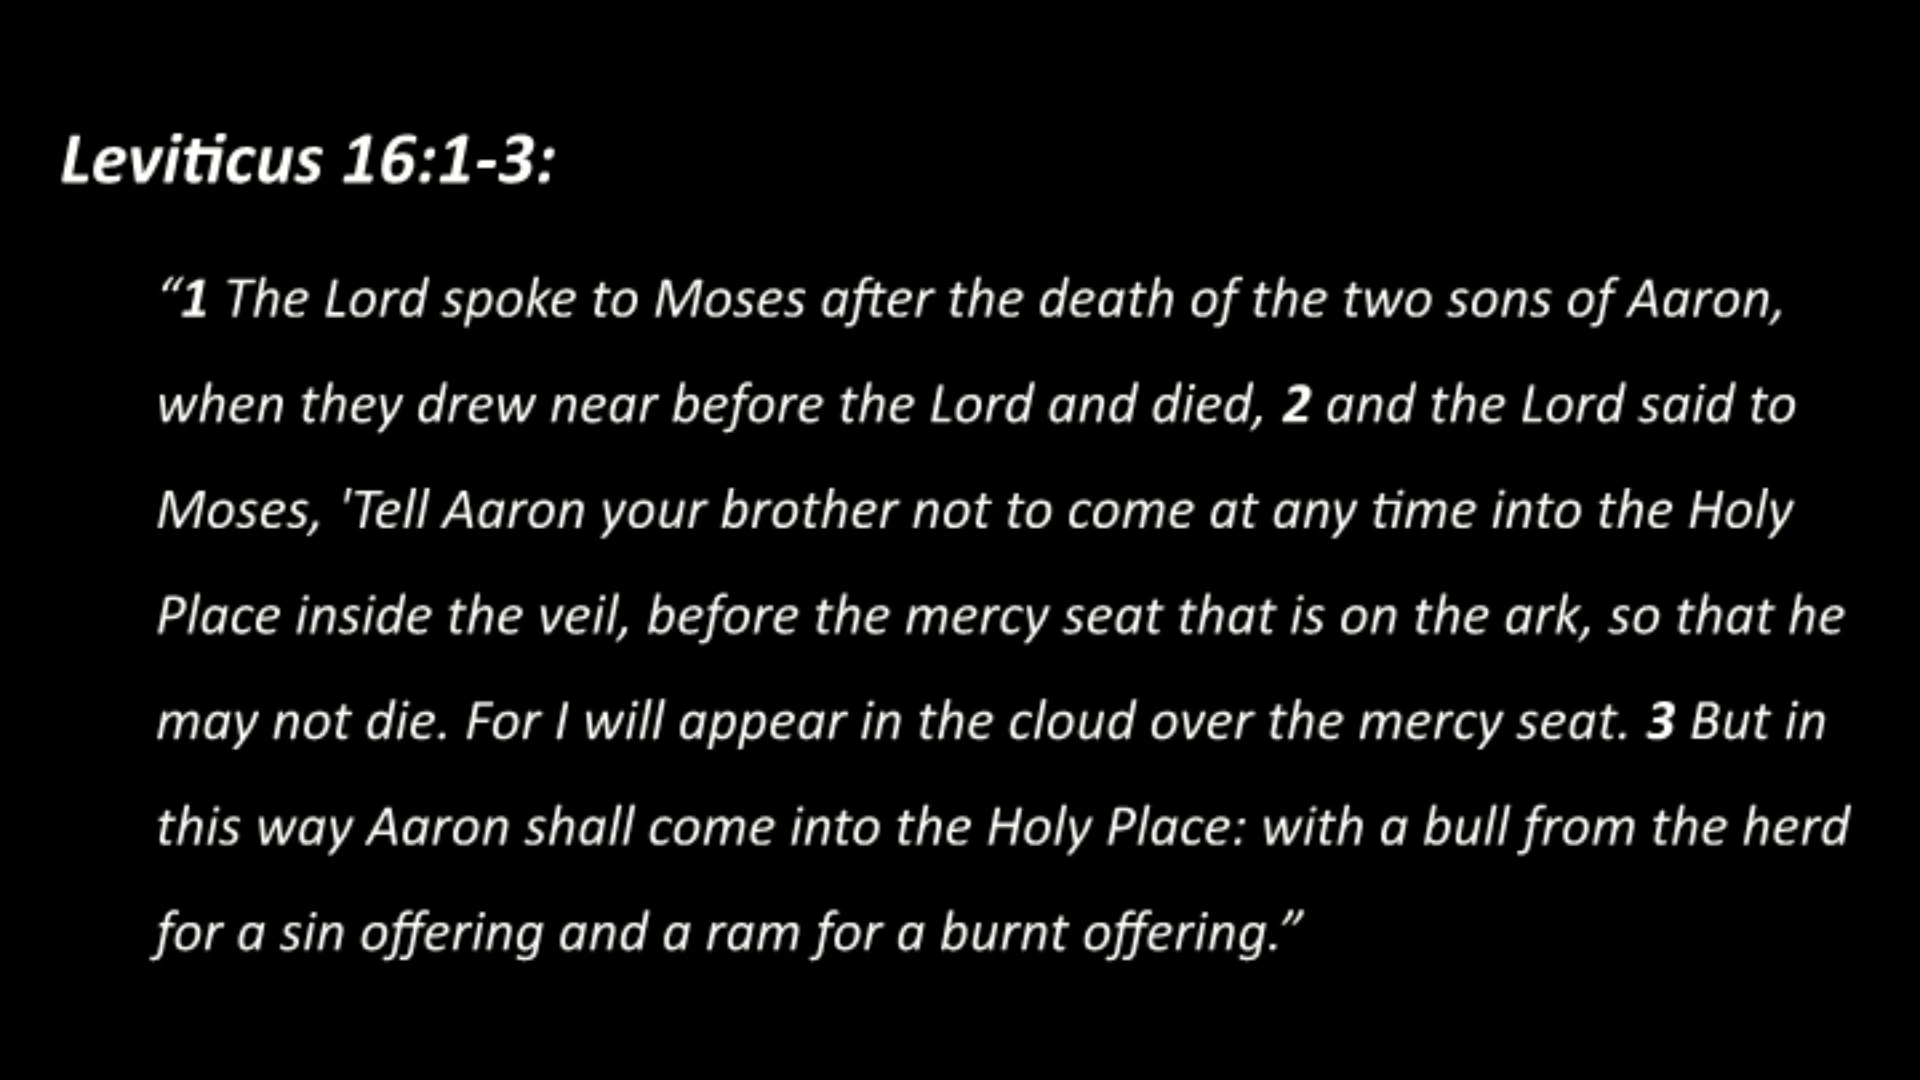 Leviticus 16:1-3:
“1 The Lord spoke to Moses after the death of the two sons of Aaron,
when they drew near before the Lord and died, 2 and the Lord said to
Moses, 'Tell Aaron your brother not to come at any time into the Holy
Place inside the veil, before the mercy seat that is on the ark, so that he
may not die. For I will appear in the cloud over the mercy seat. 3 But in
this way Aaron shall come into the Holy Place: with a bull from the herd
for a sin offering and a ram for a burnt offering.”